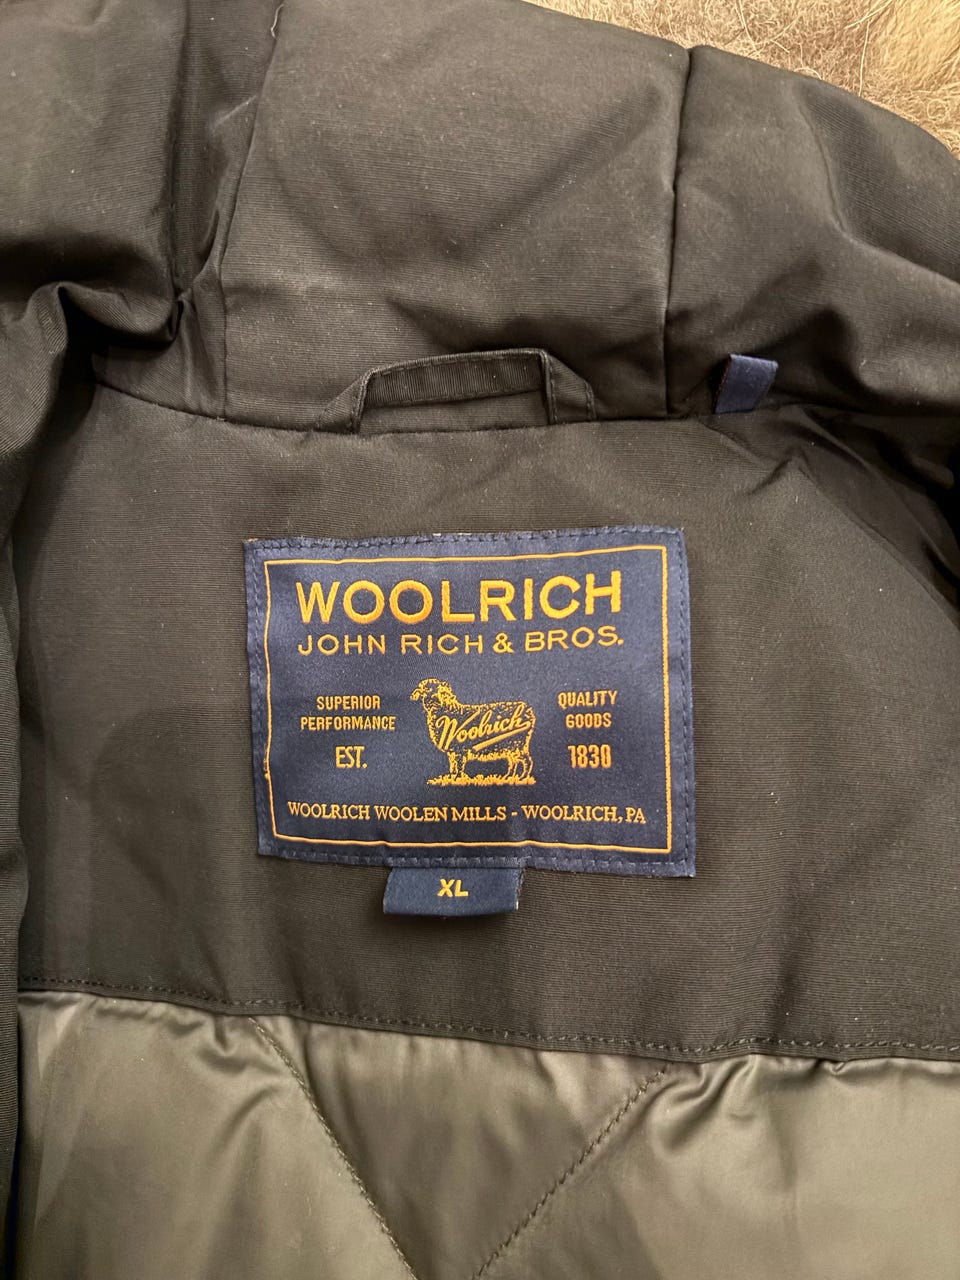 WOOLRICH
JOHN RICH & BROS.
SUPERIOR
PERFORMANCE
EST.
Woolrich
QUALITY
GOODS
1830
WOOLRICH WOOLEN MILLS - WOOLRICH, PA
XL